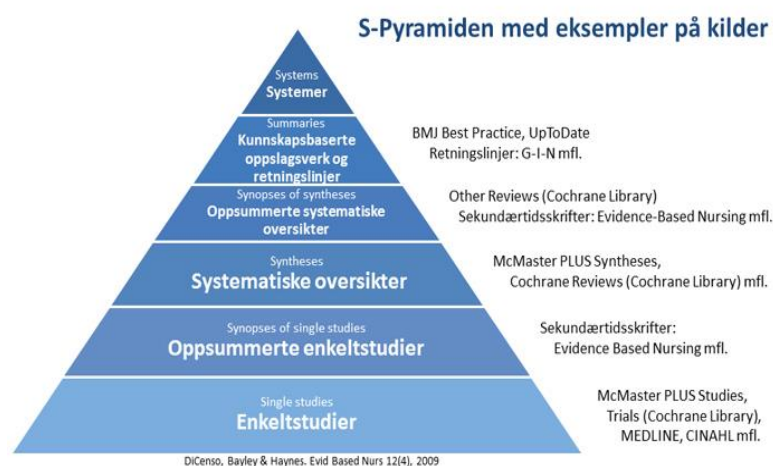 S-Pyramiden med eksempler på kilder
Systems
Systemer
Summaries
Kunnskapsbaserte
oppslagsverk og
retningslinjer
BMJ Best Practice, UpToDate
Retningslinjer: G-I-N mfl.
Synopses of syntheses
Oppsummerte systematiske
oversikter
Other Reviews (Cochrane Library)
Sekundærtidsskrifter: Evidence-Based Nursing mfl.
Syntheses
Systematiske oversikter
McMaster PLUS Syntheses,
Cochrane Reviews (Cochrane Library) mfl.
Synopses of single studies
Oppsummerte enkeltstudier
Sekundærtidsskrifter:
Evidence Based Nursing mfl.
Single studies
Enkeltstudier
McMaster PLUS Studies,
Trials (Cochrane Library),
MEDLINE, CINAHL mfl.
DiCenso, Bayley & Haynes. Evid Based Nurs 12(4), 2009